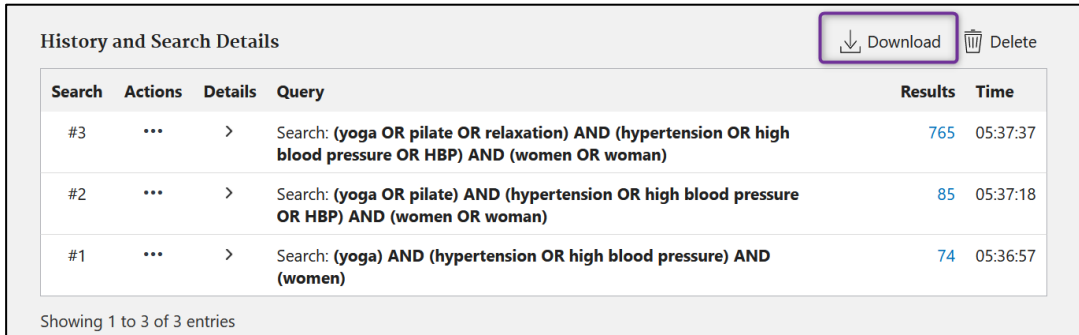 History and Search Details
Download
Delete
Search Actions Details Query Results Time
#3 ••• > Search: (yoga OR pilate OR relaxation) AND (hypertension OR high 765 05:37:37
blood pressure OR HBP) AND (women OR woman)
#2 ••• > Search: (yoga OR pilate) AND (hypertension OR high blood pressure 85 05:37:18
OR HBP) AND (women OR woman)
#1 ••• > Search: (yoga) AND (hypertension OR high blood pressure) AND 74 05:36:57
(women)
Showing 1 to 3 of 3 entries